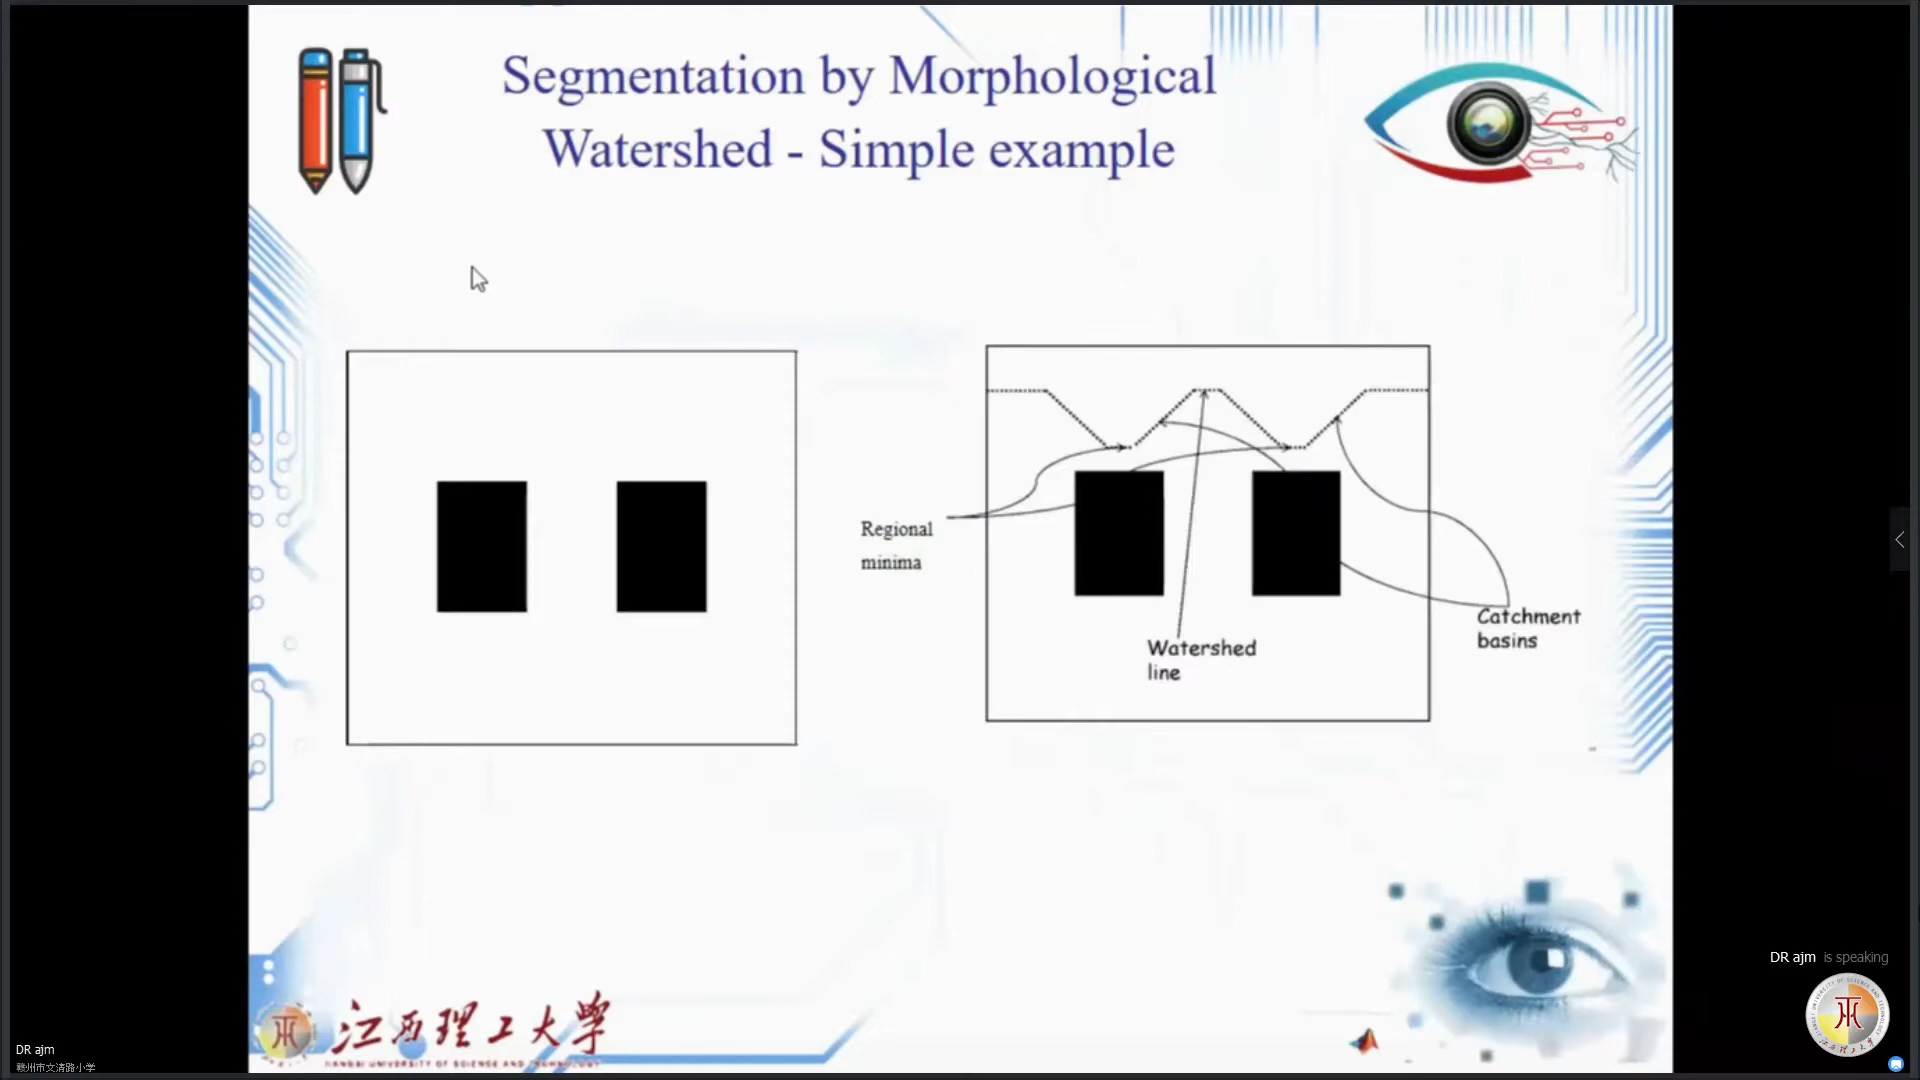 Segmentation by Morphological
Watershed - Simple example
Regional
minima
Watershed
line
Catchment
basins
江西理工大学
JIANGXI UNIVERSITY OF SCIENCE AND TECHNOLOGY
DR ajm is speaking
DR ajm
赣州市文清路小学